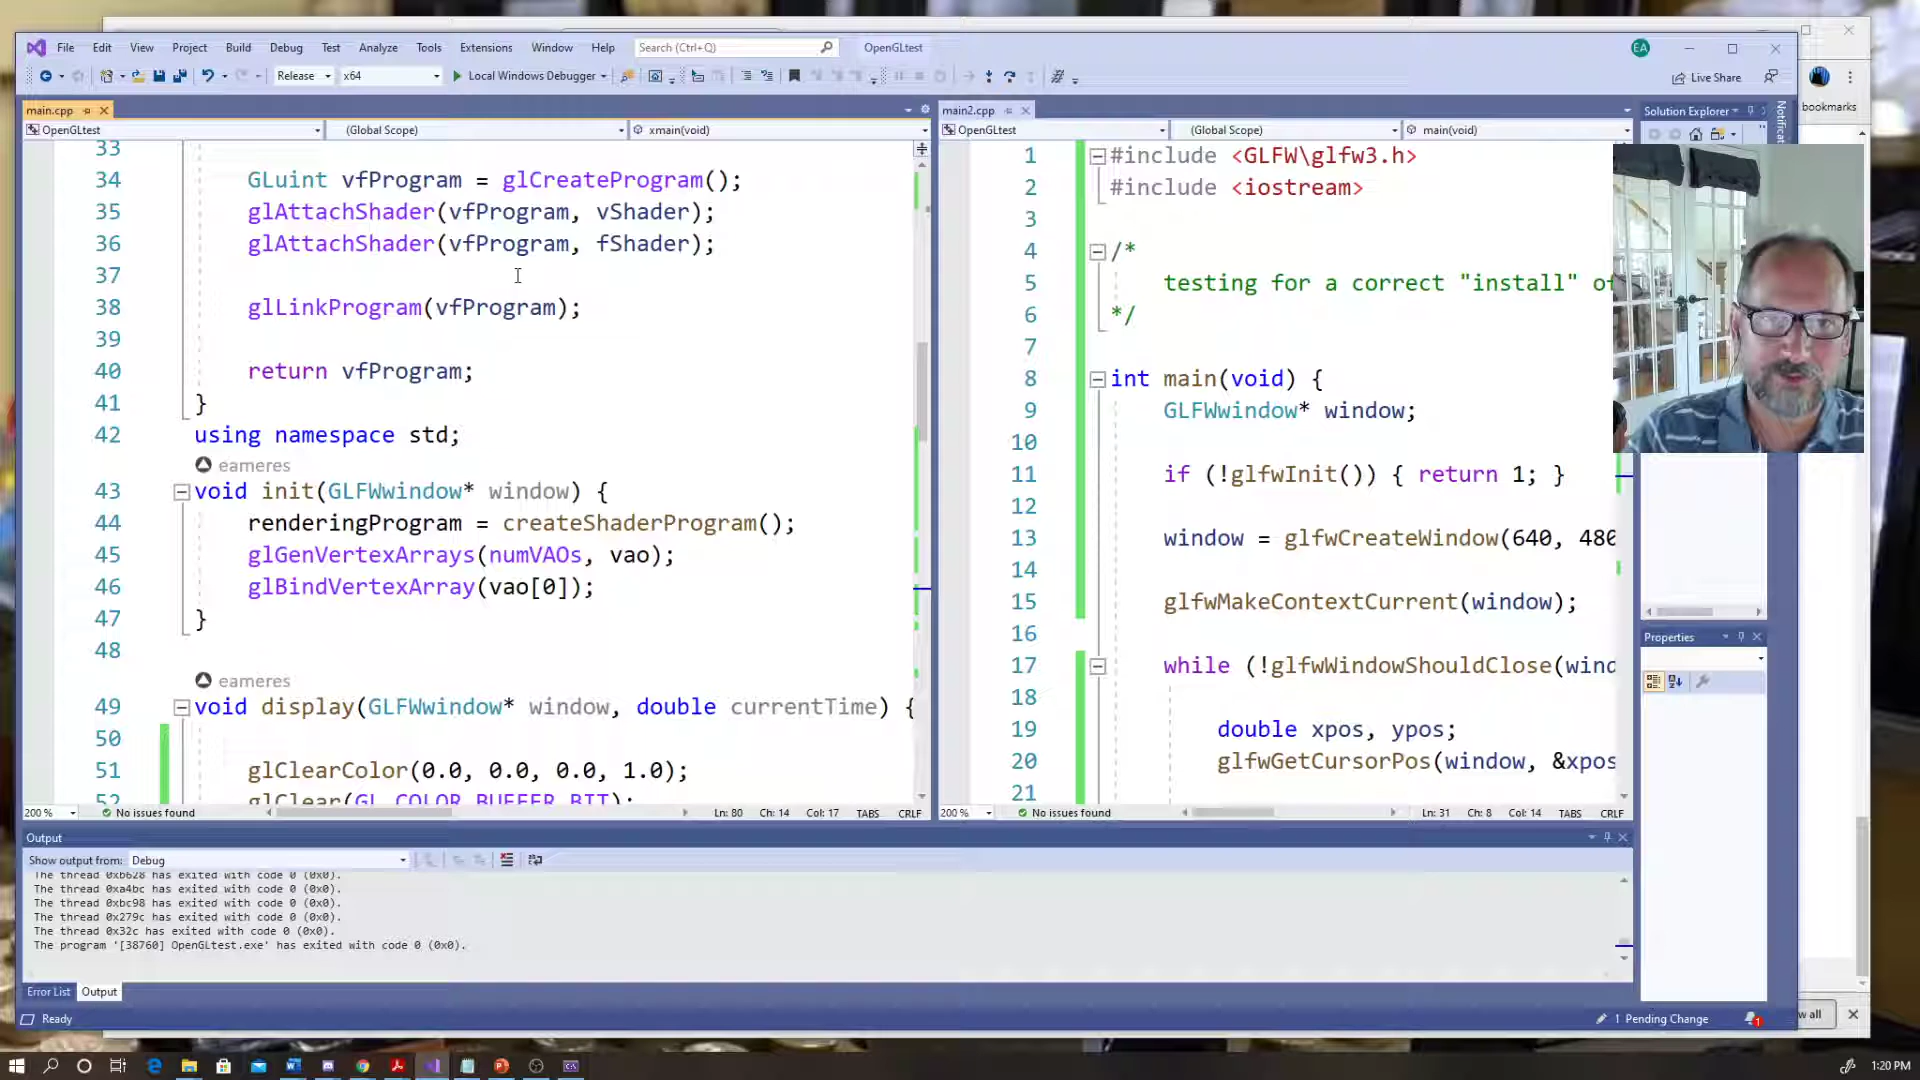 File Edit View Project Build Debug Test Analyze Tools Extensions Window Help Search (Ctrl+Q) OpenGLtest EA
Release x64 Local Windows Debugger Live Share
bookmarks
main.cpp
OpenGLtest (Global Scope) xmain(void)
33
34 GLuint vfProgram = glCreateProgram();
35 glAttachShader(vfProgram, vShader);
36 glAttachShader(vfProgram, fShader);
37
38 glLinkProgram(vfProgram);
39
40 return vfProgram;
41 }
42 using namespace std;
eameres
43 void init(GLFWwindow* window) {
44 renderingProgram = createShaderProgram();
45 glGenVertexArrays(numVAOs, vao);
46 glBindVertexArray(vao[0]);
47 }
48
eameres
49 void display(GLFWwindow* window, double currentTime) {
50
51 glClearColor(0.0, 0.0, 0.0, 1.0);
52 glClear(GL_COLOR_BUFFER_BIT);
200 % No issues found Ln: 80 Ch: 14 Col: 17 TABS CRLF
main2.cpp
OpenGLtest (Global Scope) main(void)
1 #include <GLFW\glfw3.h>
2 #include <iostream>
3
4 /*
5 testing for a correct "install" of
6 */
7
8 int main(void) {
9 GLFWwindow* window;
10
11 if (!glfwInit()) { return 1; }
12
13 window = glfwCreateWindow(640, 480
14
15 glfwMakeContextCurrent(window);
16
17 while (!glfwWindowShouldClose(wind
18
19 double xpos, ypos;
20 glfwGetCursorPos(window, &xpos
21
200 % No issues found Ln: 31 Ch: 8 Col: 14 TABS CRLF
Solution Explorer
Properties
Output
Show output from: Debug
The thread 0xb628 has exited with code 0 (0x0).
The thread 0xa4bc has exited with code 0 (0x0).
The thread 0xbc98 has exited with code 0 (0x0).
The thread 0x279c has exited with code 0 (0x0).
The thread 0x32c has exited with code 0 (0x0).
The program '[38760] OpenGLtest.exe' has exited with code 0 (0x0).
Error List Output
Ready 1 Pending Change 1
1:20 PM